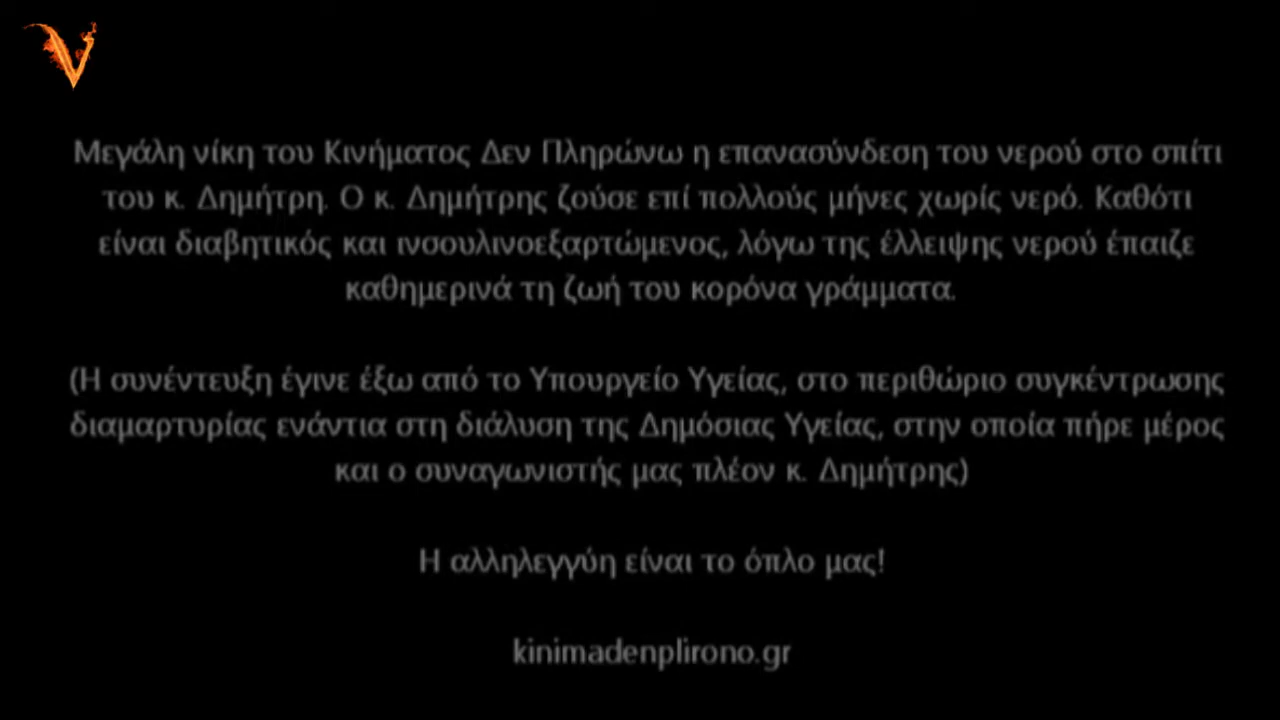 Μεγάλη νίκη του Κινήματος Δεν Πληρώνω η επανασύνδεση του νερού στο σπίτι
του κ. Δημήτρη. Ο κ. Δημήτρης ζούσε επί πολλούς μήνες χωρίς νερό. Καθότι
είναι διαβητικός και ινσουλινοεξαρτώμενος, λόγω της έλλειψης νερού έπαιζε
καθημερινά τη ζωή του κορόνα γράμματα.
(Η συνέντευξη έγινε έξω από το Υπουργείο Υγείας, στο περιθώριο συγκέντρωσης
διαμαρτυρίας ενάντια στη διάλυση της Δημόσιας Υγείας, στην οποία πήρε μέρος
και ο συναγωνιστής μας πλέον κ. Δημήτρης)
Η αλληλεγγύη είναι το όπλο μας!
kinimadenplirono.gr